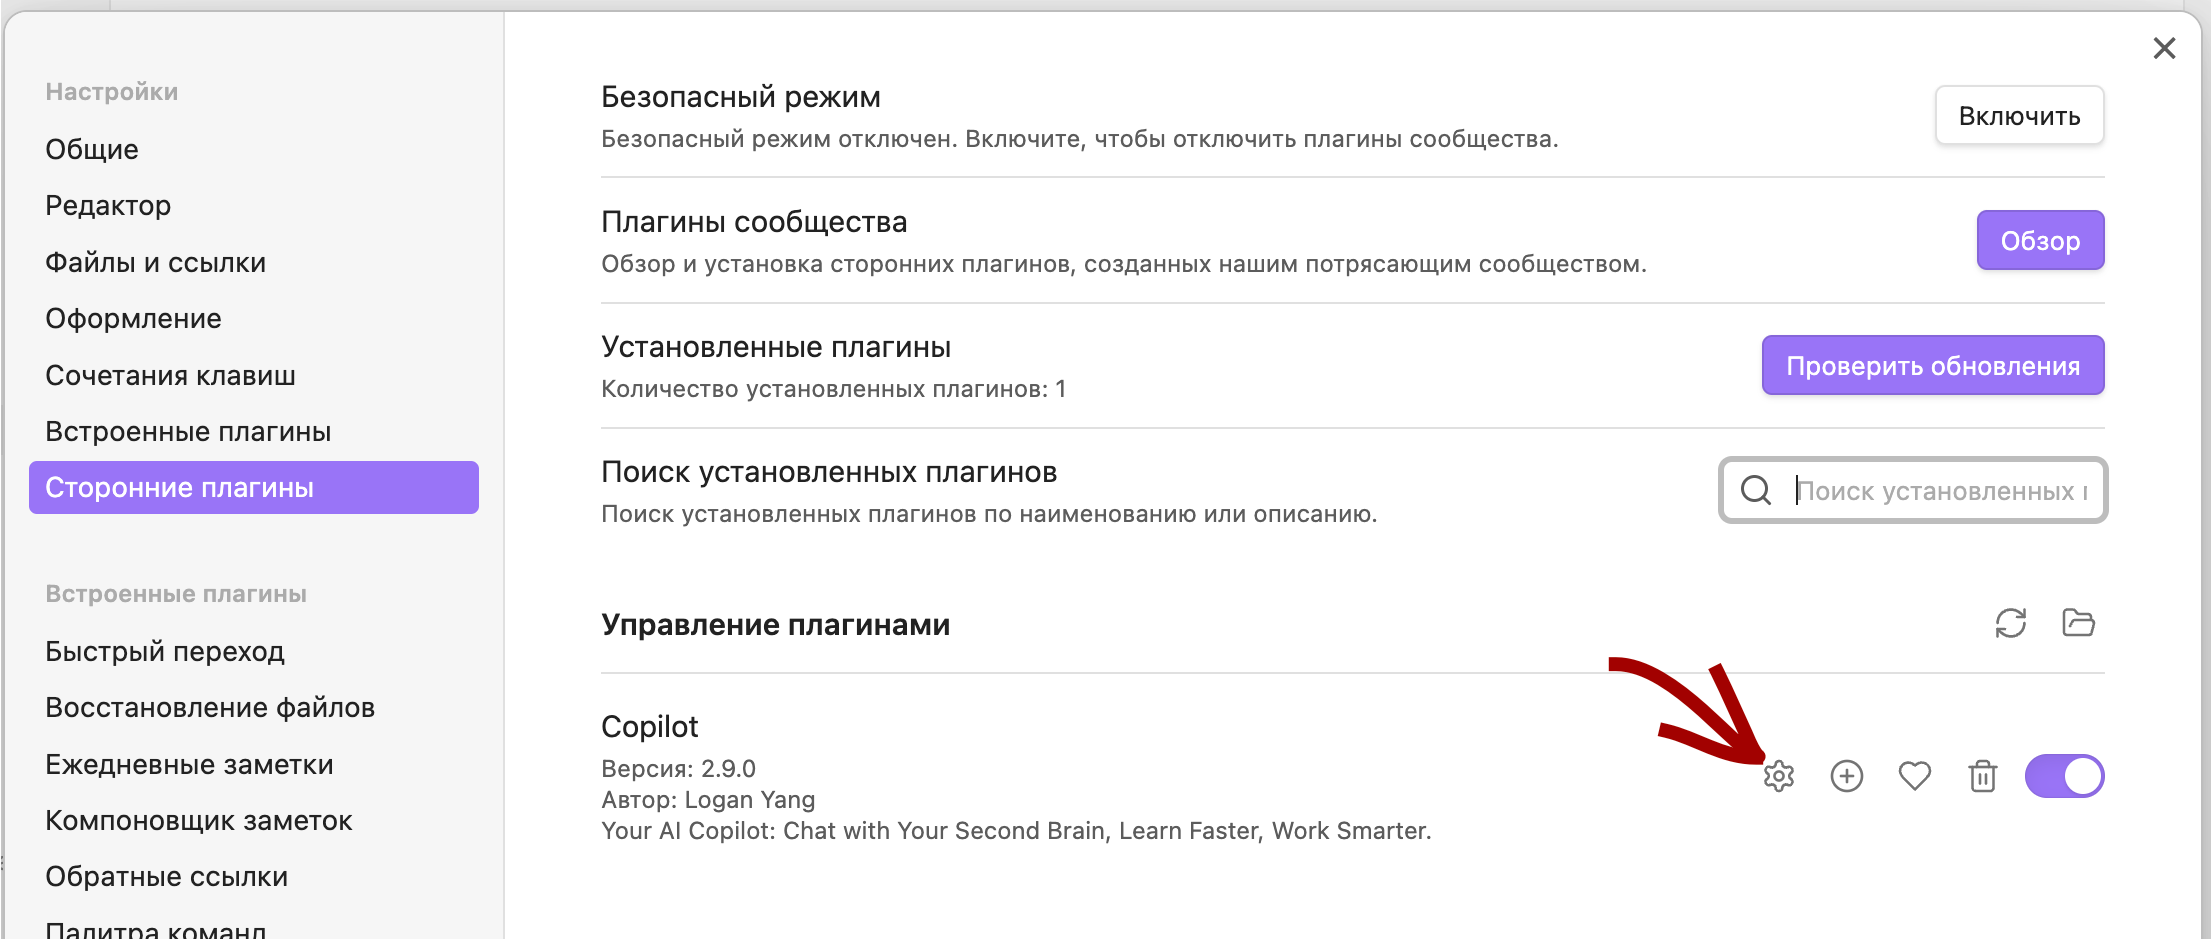 Настройки
Общие
Редактор
Файлы и ссылки
Оформление
Сочетания клавиш
Встроенные плагины
Сторонние плагины
Встроенные плагины
Быстрый переход
Восстановление файлов
Ежедневные заметки
Компоновщик заметок
Обратные ссылки
Палитра команд
Безопасный режим
Безопасный режим отключен. Включите, чтобы отключить плагины сообщества.
Включить
Плагины сообщества
Обзор и установка сторонних плагинов, созданных нашим потрясающим сообществом.
Обзор
Установленные плагины
Количество установленных плагинов: 1
Проверить обновления
Поиск установленных плагинов
Поиск установленных плагинов по наименованию или описанию.
Поиск установленных
Управление плагинами
Copilot
Версия: 2.9.0
Автор: Logan Yang
Your AI Copilot: Chat with Your Second Brain, Learn Faster, Work Smarter.